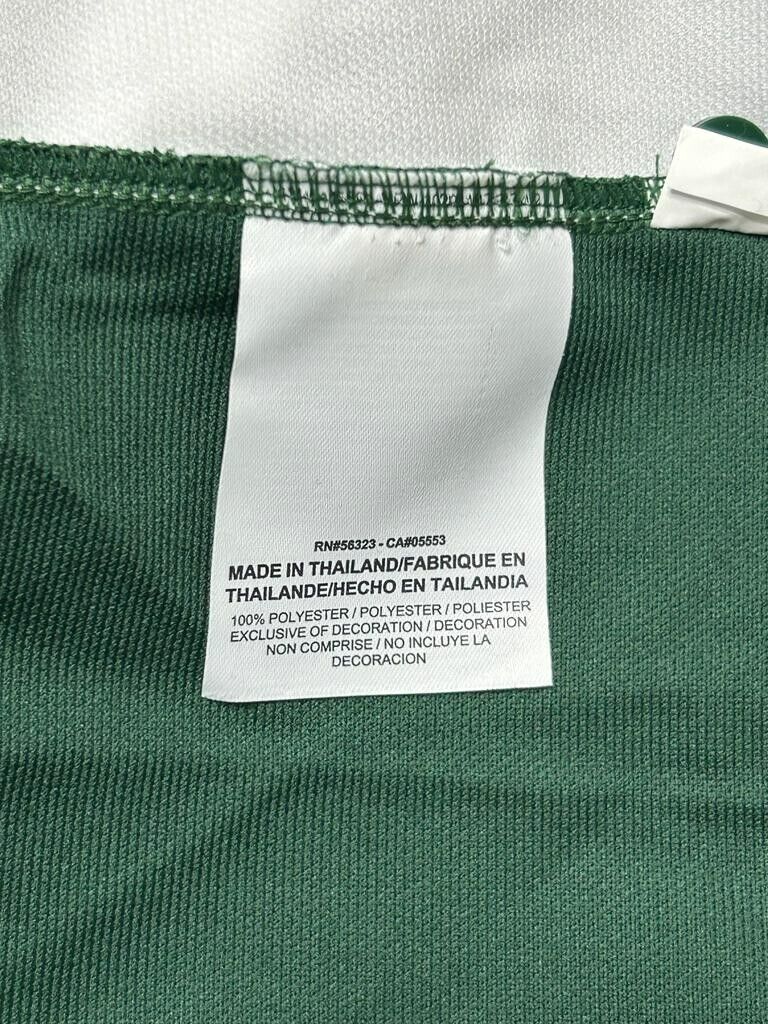 RN#56323 - CA#05553
MADE IN THAILAND/FABRIQUE EN
THAILANDE/HECHO EN TAILANDIA
100% POLYESTER / POLYESTER / POLIESTER
EXCLUSIVE OF DECORATION / DECORATION
NON COMPRISE / NO INCLUYE LA
DECORACION